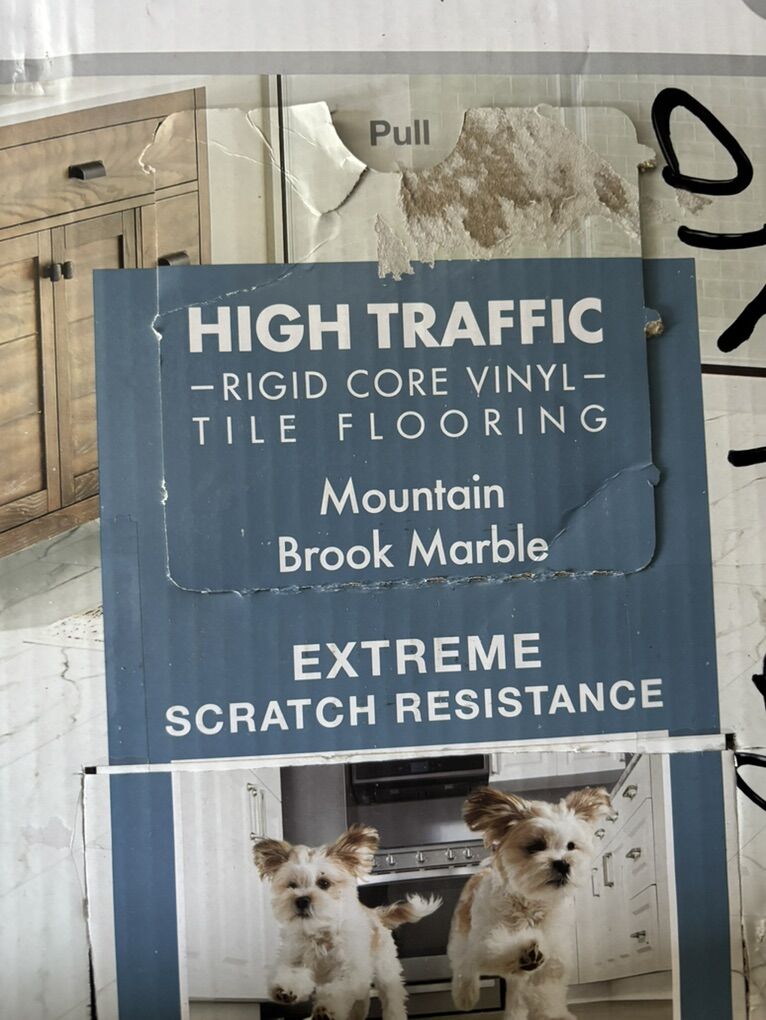 Pull
HIGH TRAFFIC
–RIGID CORE VINYL–
TILE FLOORING
Mountain
Brook Marble
EXTREME
SCRATCH RESISTANCE